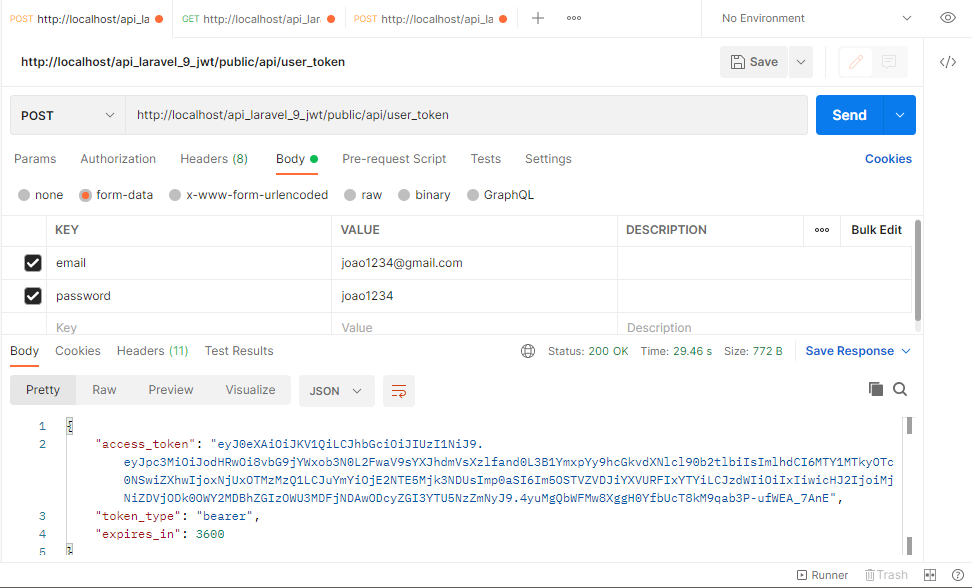 POST http://localhost/api_la GET http://localhost/api_lar POST http://localhost/api_la No Environment
http://localhost/api_laravel_9_jwt/public/api/user_token Save
POST http://localhost/api_laravel_9_jwt/public/api/user_token Send
Params Authorization Headers (8) Body Pre-request Script Tests Settings Cookies
none form-data x-www-form-urlencoded raw binary GraphQL
KEY VALUE DESCRIPTION Bulk Edit
email joao1234@gmail.com
password joao1234
Key Value Description
Body Cookies Headers (11) Test Results Status: 200 OK Time: 29.46 s Size: 772 B Save Response
Pretty Raw Preview Visualize JSON
1 {
2 "access_token": "eyJ0eXAiOiJKV1QiLCJhbGciOiJIUzI1NiJ9.
eyJpc3MiOiJodHRwOi8vbG9jYWxob3N0L2FwaV9sYXJhdmVsXzlfand0L3B1YmxpYy9hcGkvdXNlcl90b2tlbiIsImlhdCI6MTY1MTkyOTc
0NSwiZXhwIjoxNjUxOTMzMzQ1LCJuYmYiOjE2NTE5Mjk3NDUsImp0aSI6Im5OSTVZVDJiYXVURFIxYTYiLCJzdWIiOiIxIiwicHJ2IjoiMj
NiZDVjODk0OWY2MDBhZGIzOWU3MDFjNDAwODcyZGI3YTU5NzZmNyJ9.4yuMgQbWFMw8XggH0YfbUcT8kM9qab3P-ufWEA_7AnE",
3 "token_type": "bearer",
4 "expires_in": 3600
5 }
Runner Trash